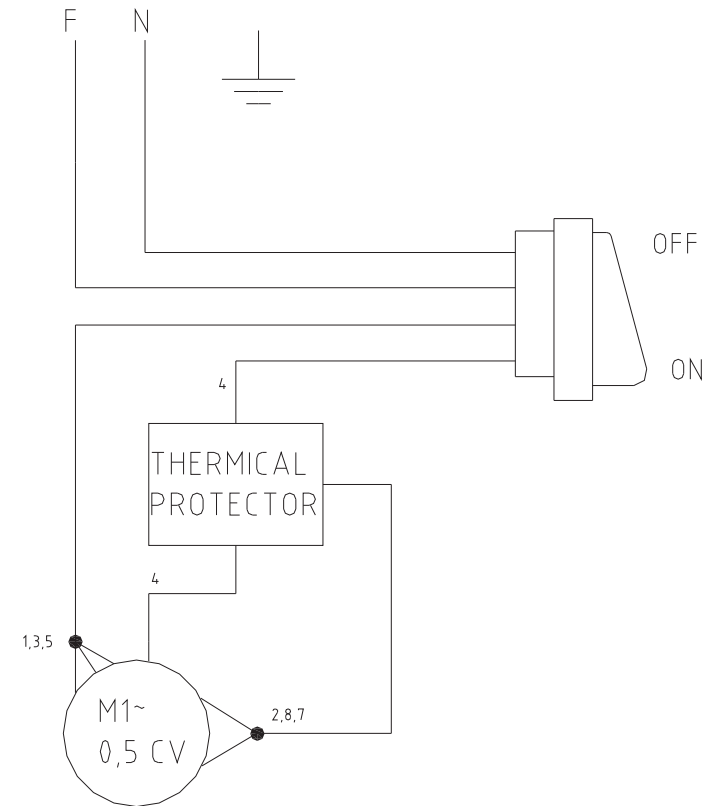 F N
OFF
ON
4
THERMICAL
PROTECTOR
4
1,3,5
2,8,7
M1~
0,5 CV